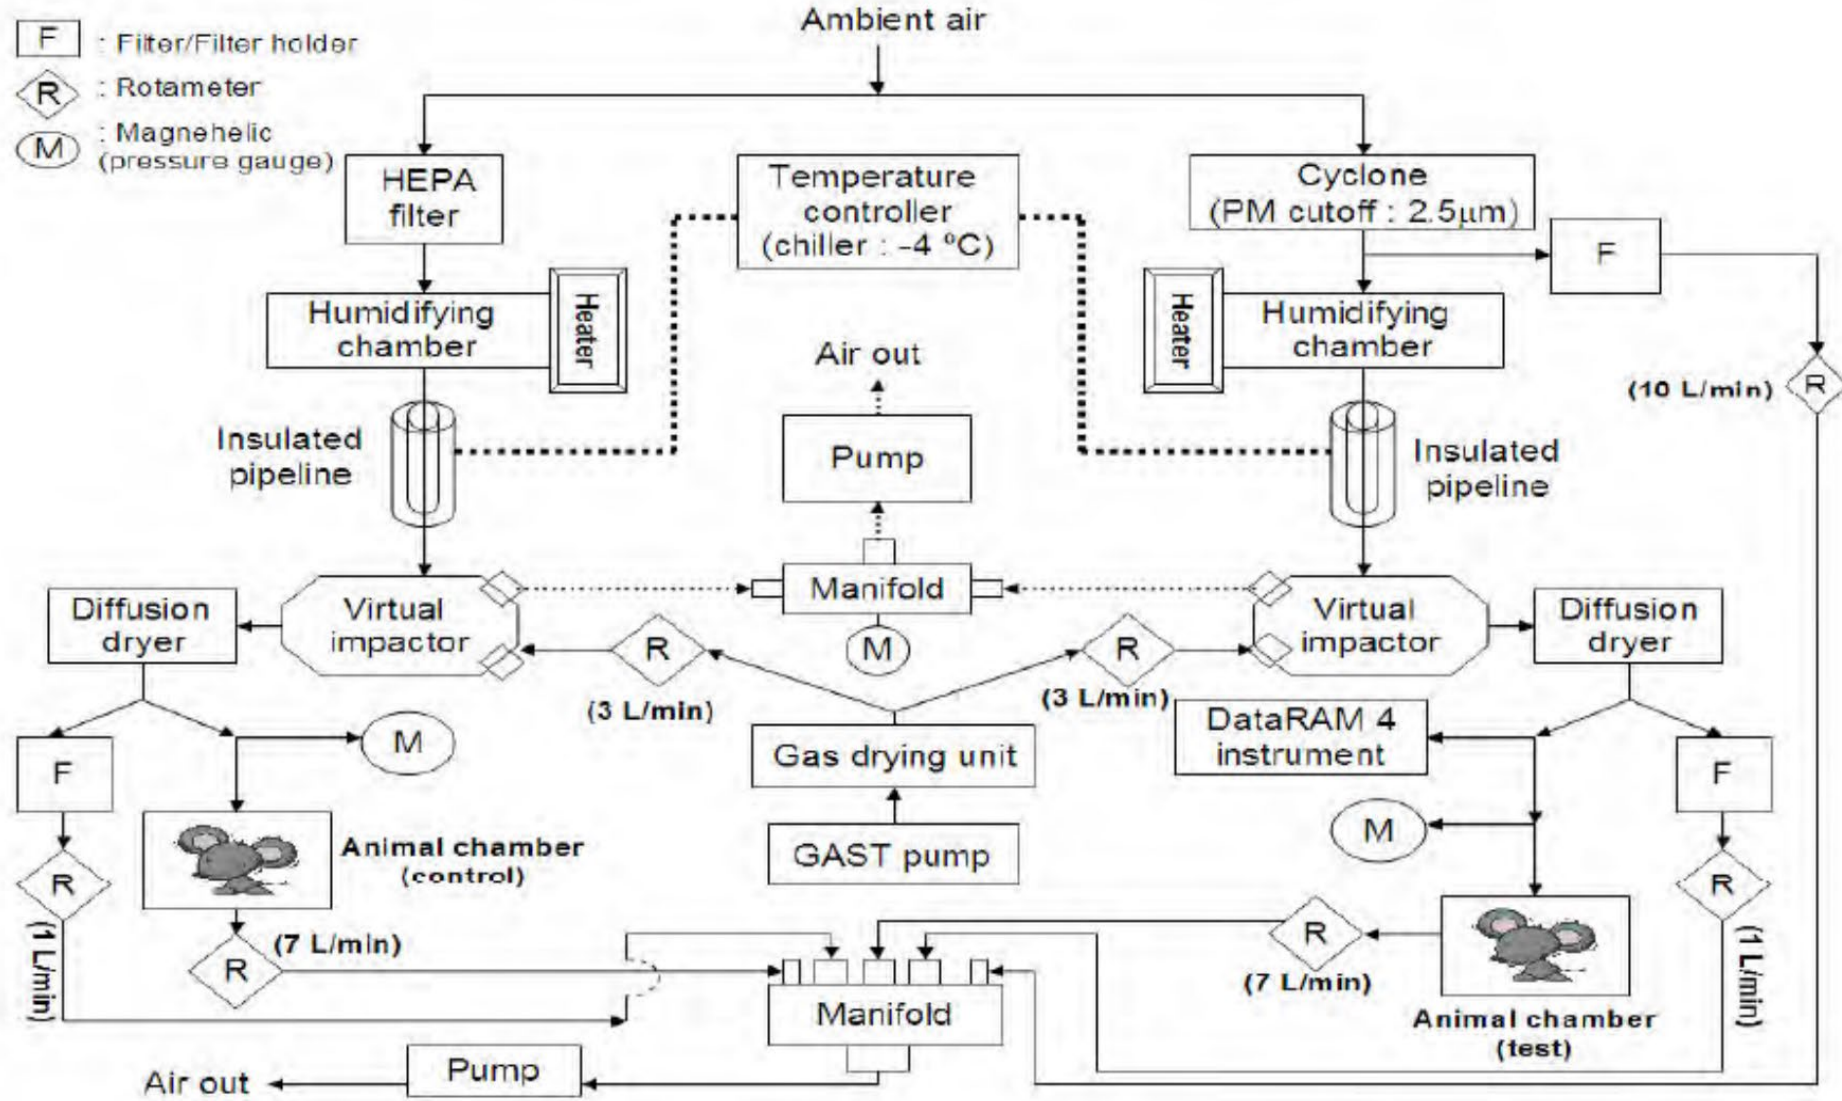 Ambient air
F : Filter/Filter holder
R : Rotameter
M : Magnehelic
(pressure gauge)
HEPA
filter
Temperature
controller
(chiller : -4 ºC)
Cyclone
(PM cutoff : 2.5μm)
F
Humidifying
chamber
Heater
Heater
Humidifying
chamber
Air out
(10 L/min)
R
Insulated
pipeline
Pump
Insulated
pipeline
Diffusion
dryer
Virtual
impactor
Manifold
Virtual
impactor
Diffusion
dryer
R
M
R
(3 L/min)
(3 L/min)
F
M
Gas drying unit
DataRAM 4
instrument
F
R
Animal chamber
(control)
GAST pump
M
R
(1 L/min)
R
(7 L/min)
R
(7 L/min)
(1 L/min)
Manifold
Animal chamber
(test)
Air out
Pump